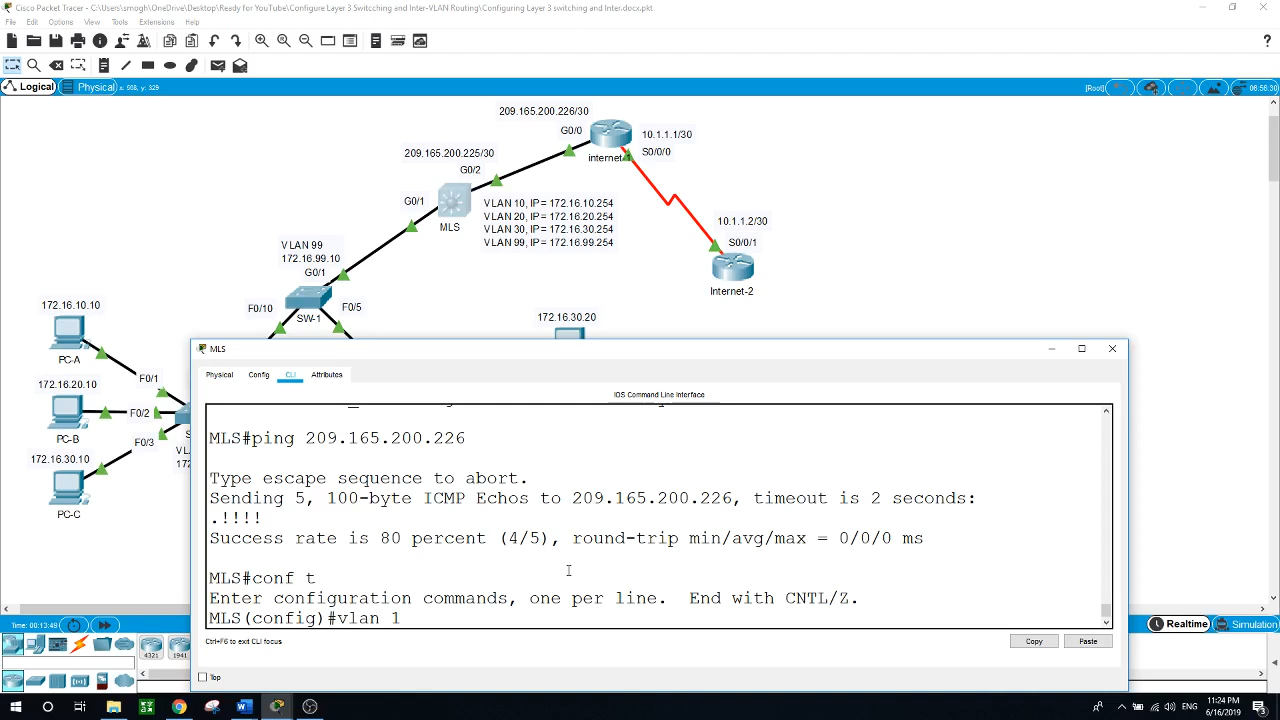 Cisco Packet Tracer - C:\Users\smogh\OneDrive\Desktop\Ready for YouTube\Configure Layer 3 Switcching and Inter-VLAN Routing\Configuring Layer 3 switching and Inter.docx.pkt
File Edit Options View Tools Extensions Help
?
Logical Physical x: 508, y: 329 [Root] 06:56:30
209.165.200.226/30
G0/0
10.1.1.1/30
S0/0/0
internet-1
209.165.200.225/30
G0/2
G0/1
MLS
VLAN 10, IP = 172.16.10.254
VLAN 20, IP = 172.16.20.254
VLAN 30, IP = 172.16.30.254
VLAN 99, IP = 172.16.99.254
10.1.1.2/30
S0/0/1
Internet-2
VLAN 99
172.16.99.10
G0/1
F0/10
F0/5
SW-1
172.16.10.10
PC-A
F0/1
172.16.20.10
PC-B
F0/2
F0/3
172.16.30.10
PC-C
172.16.30.20
MLS
Physical Config CLI Attributes
IOS Command Line Interface
MLS#ping 209.165.200.226
Type escape sequence to abort.
Sending 5, 100-byte ICMP Echos to 209.165.200.226, timeout is 2 seconds:
.!!!!
Success rate is 80 percent (4/5), round-trip min/avg/max = 0/0/0 ms
MLS#conf t
Enter configuration commands, one per line.  End with CNTL/Z.
MLS(config)#vlan 1
Ctrl+F6 to exit CLI focus
Copy Paste
Top
Time: 00:13:49
Realtime Simulation
4321 1941
11:24 PM
6/16/2019